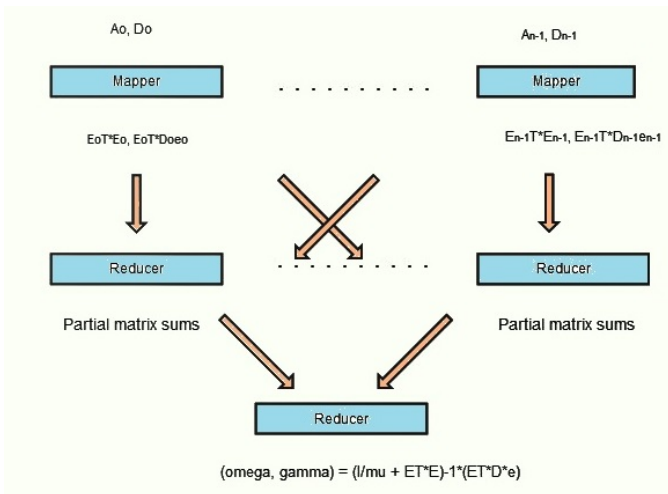 Ao, Do
An-1, Dn-1
Mapper
. . . . . . . . . .
Mapper
EoT*Eo, EoT*Doeo
En-1T*En-1, En-1T*Dn-1en-1
Reducer
. . . . . . . . . .
Reducer
Partial matrix sums
Partial matrix sums
Reducer
(omega, gamma) = (I/mu + ET*E)-1*(ET*D*e)